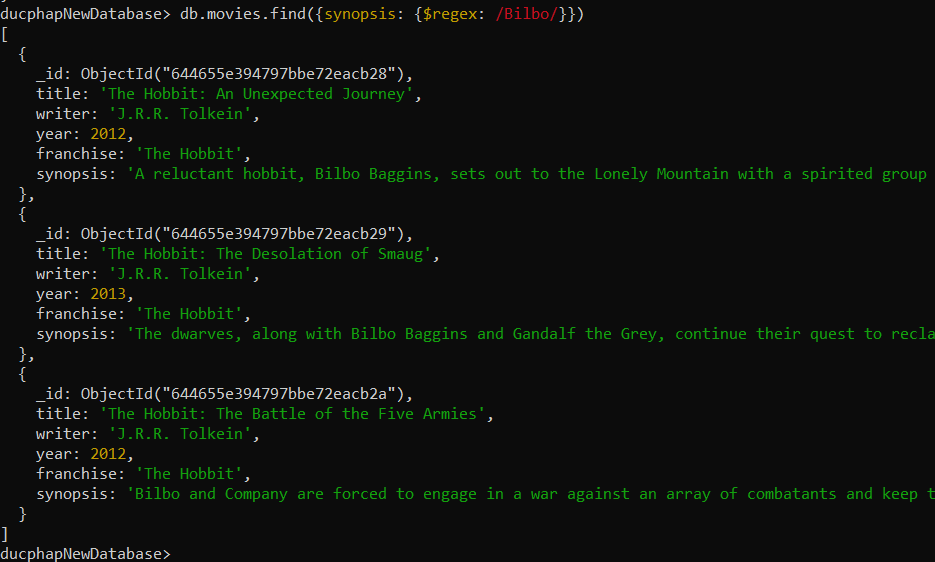 ducphapNewDatabase> db.movies.find({synopsis: {$regex: /Bilbo/}})
[
  {
    _id: ObjectId("644655e394797bbe72eacb28"),
    title: 'The Hobbit: An Unexpected Journey',
    writer: 'J.R.R. Tolkein',
    year: 2012,
    franchise: 'The Hobbit',
    synopsis: 'A reluctant hobbit, Bilbo Baggins, sets out to the Lonely Mountain with a spirited group
  },
  {
    _id: ObjectId("644655e394797bbe72eacb29"),
    title: 'The Hobbit: The Desolation of Smaug',
    writer: 'J.R.R. Tolkein',
    year: 2013,
    franchise: 'The Hobbit',
    synopsis: 'The dwarves, along with Bilbo Baggins and Gandalf the Grey, continue their quest to recla
  },
  {
    _id: ObjectId("644655e394797bbe72eacb2a"),
    title: 'The Hobbit: The Battle of the Five Armies',
    writer: 'J.R.R. Tolkein',
    year: 2012,
    franchise: 'The Hobbit',
    synopsis: 'Bilbo and Company are forced to engage in a war against an array of combatants and keep t
  }
]
ducphapNewDatabase>